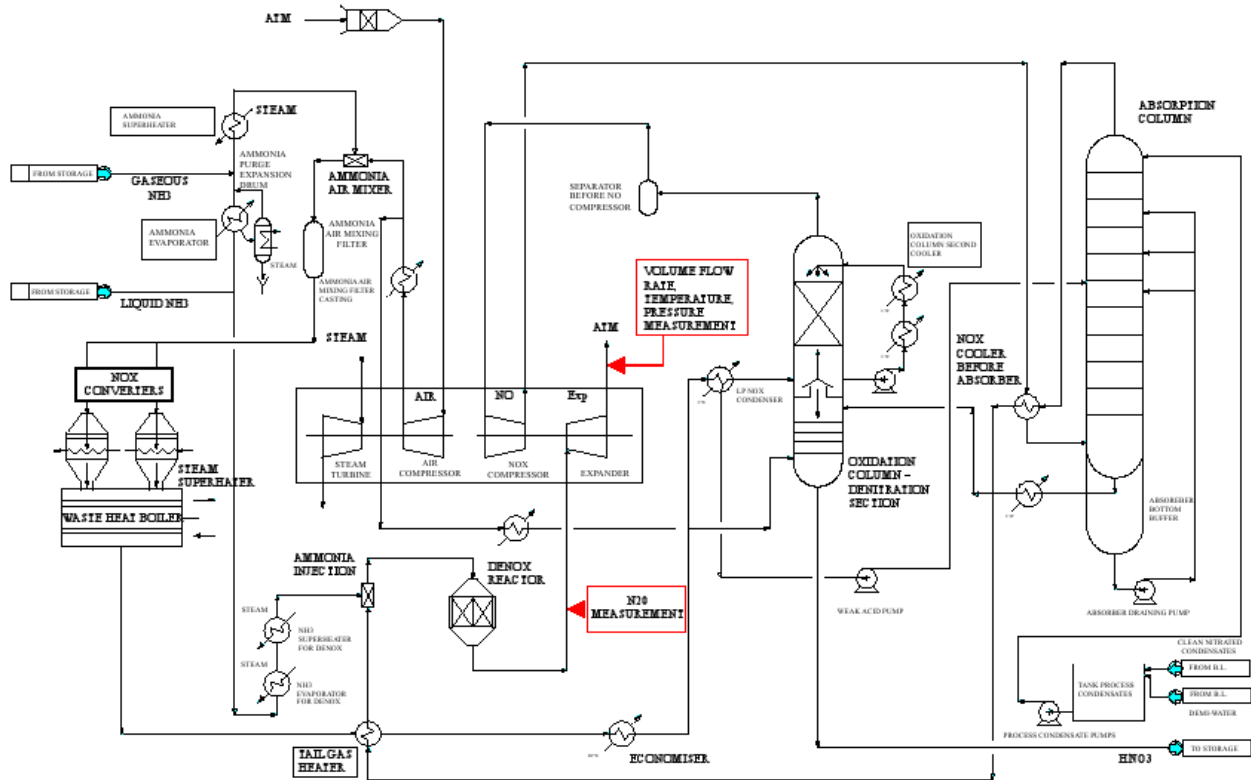 AIM
AMMONIA
SUPERHEATER
STEAM
ABSORPTION
COLUMN
FROM STORAGE
GASEOUS
NH3
AMMONIA
PURGE
EXPANSION
DRUM
AMMONIA
AIR MIXER
SEPARATOR
BEFORE NO
COMPRESSOR
AMMONIA
EVAPORATOR
AMMONIA
AIR MIXING
FILTER
OXIDATION
COLUMN SECOND
COOLER
STEAM
AMMONIA AIR
MIXING FILTER
CASTING
VOLUME FLOW
RATE,
TEMPERATURE,
PRESSURE
MEASUREMENT
FROM STORAGE
LIQUID NH3
STEAM
AIM
NOX
COOLER
BEFORE
ABSORBER
NOX
CONVERTERS
LP NOX
CONDENSER
AIR
NO
Exp
STEAM
TURBINE
AIR
COMPRESSOR
NOX
COMPRESSOR
EXPANDER
STEAM
SUPERHATER
OXIDATION
COLUMN –
DENITRATION
SECTION
WASTE HEAT BOILER
ABSOREBER
BOTTOM
BUFFER
AMMONIA
INJECTION
DENOX
REACTOR
N20
MEASUREMENT
WEAK ACID PUMP
ABSORBER DRAINING PUMP
STEAM
NH3
SUPERHEATER
FOR DENOX
STEAM
NH3
EVAPORATOR
FOR DENOX
CLEAN NITRATED
CONDENSATES
FROM B.L.
TANK PROCESS
CONDENSATES
FROM B.L.
DEMI-WATER
PROCESS CONDENSATE PUMPS
TAIL GAS
HEATER
ECONOMISER
HN03
TO STORAGE